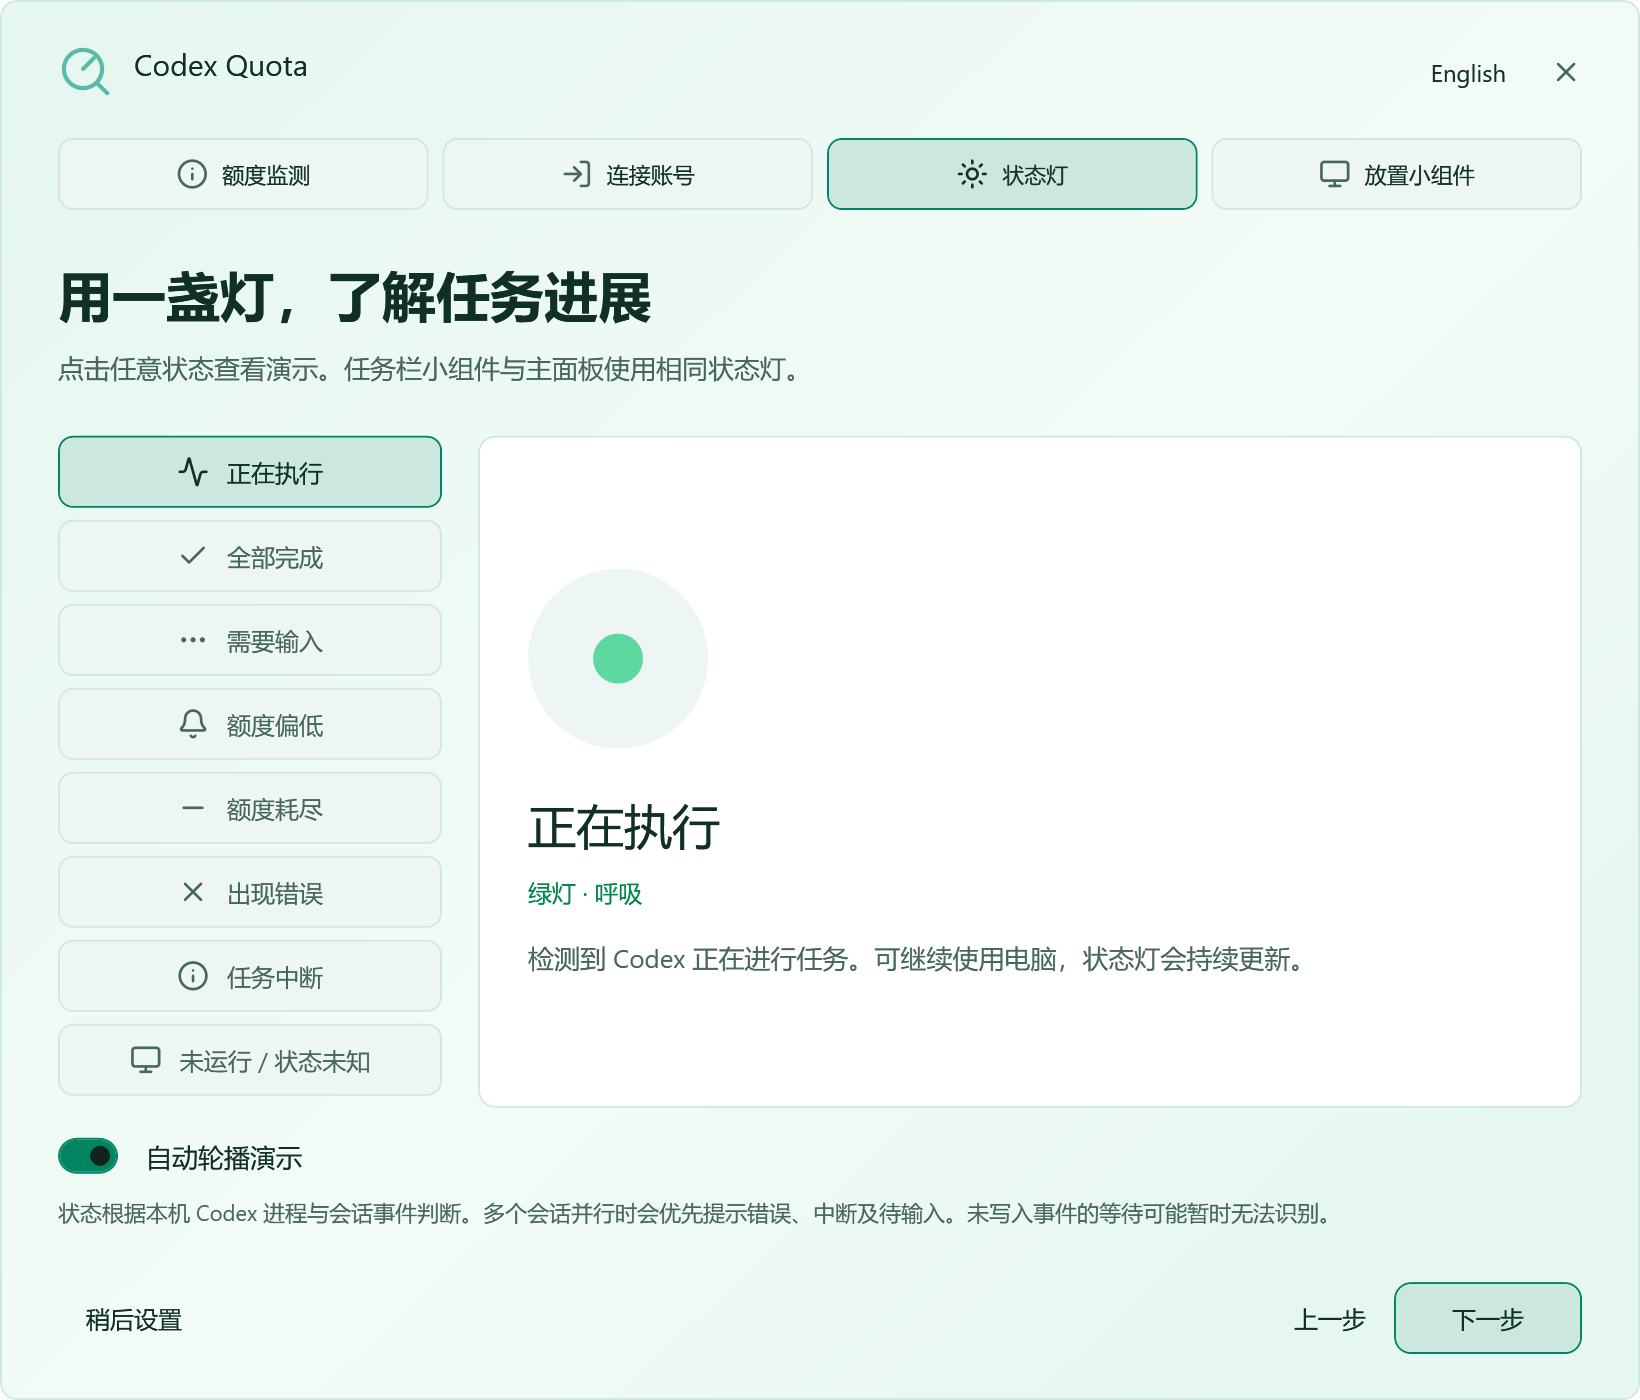 Codex Quota
English
额度监测
连接账号
状态灯
放置小组件
用一盏灯，了解任务进展
点击任意状态查看演示。任务栏小组件与主面板使用相同状态灯。
正在执行
全部完成
需要输入
额度偏低
额度耗尽
出现错误
任务中断
未运行 / 状态未知
正在执行
绿灯 · 呼吸
检测到 Codex 正在进行任务。可继续使用电脑，状态灯会持续更新。
自动轮播演示
状态根据本机 Codex 进程与会话事件判断。多个会话并行时会优先提示错误、中断及待输入。未写入事件的等待可能暂时无法识别。
稍后设置
上一步
下一步